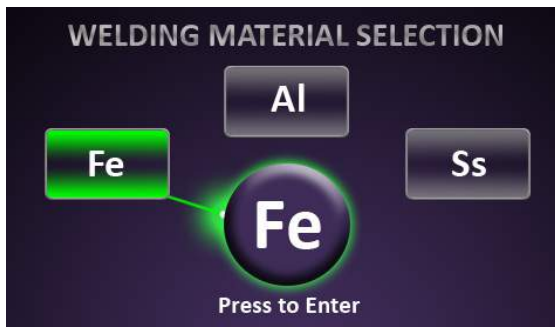 WELDING MATERIAL SELECTION
Al
Fe
Ss
Fe
Press to Enter